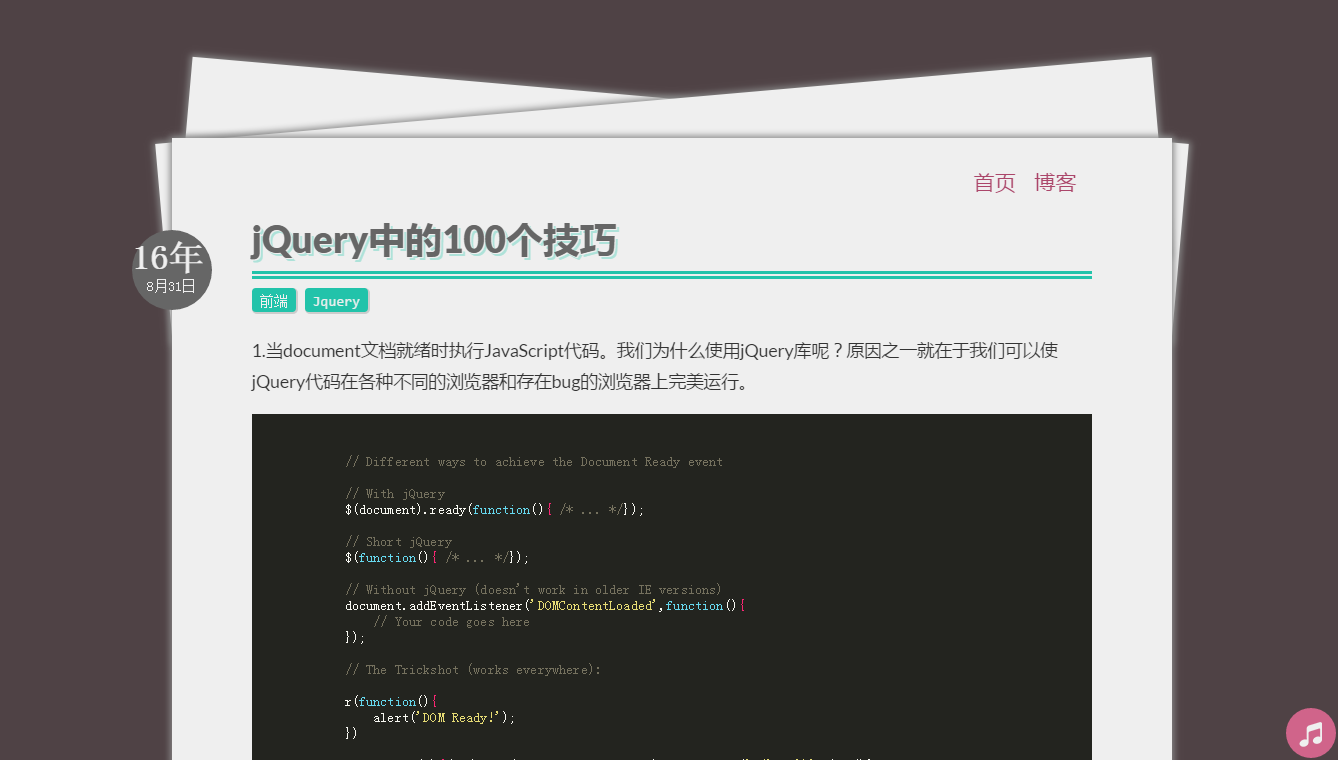 首页 博客
jQuery中的100个技巧
16年
8月31日
前端 Jquery
1.当document文档就绪时执行JavaScript代码。我们为什么使用jQuery库呢？原因之一就在于我们可以使
jQuery代码在各种不同的浏览器和存在bug的浏览器上完美运行。
// Different ways to achieve the Document Ready event
// With jQuery
$(document).ready(function(){ /* ... */});
// Short jQuery
$(function(){ /* ... */});
// Without jQuery (doesn't work in older IE versions)
document.addEventListener('DOMContentLoaded',function(){
// Your code goes here
});
// The Trickshot (works everywhere):
r(function(){
alert('DOM Ready!');
})